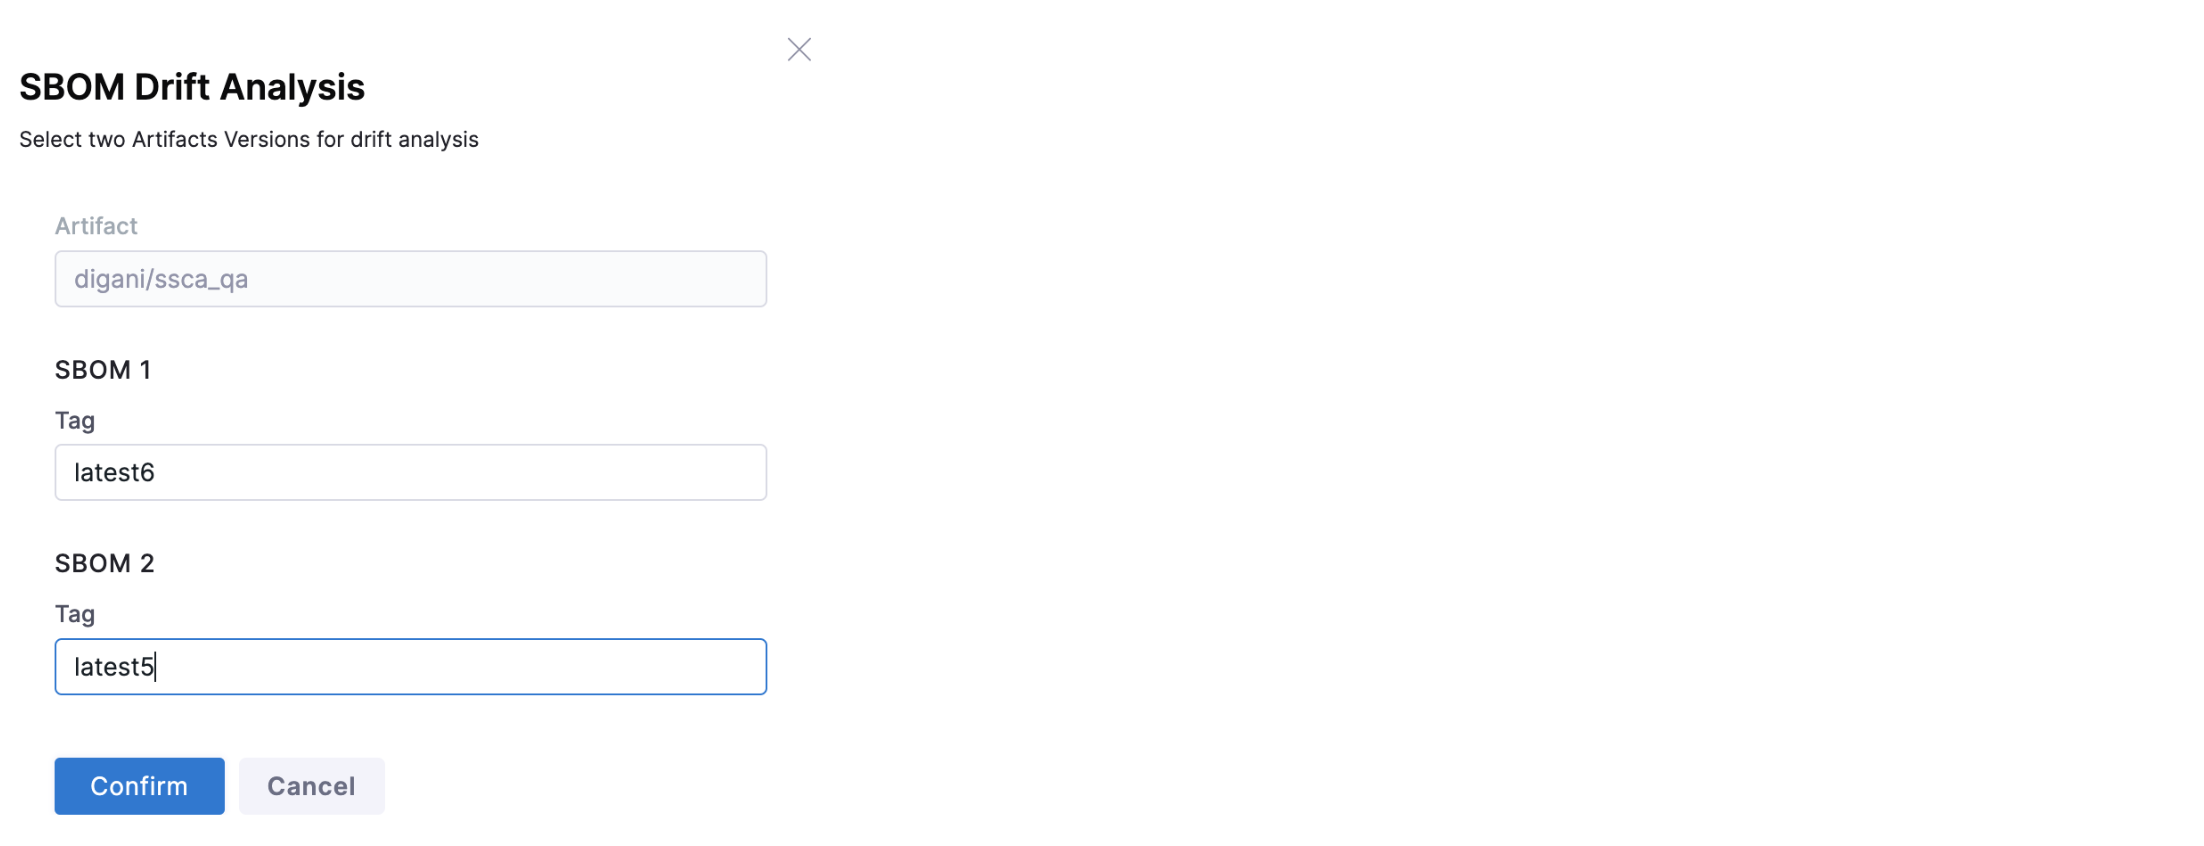 SBOM Drift Analysis
Select two Artifacts Versions for drift analysis
Artifact
digani/ssca_qa
SBOM 1
Tag
latest6
SBOM 2
Tag
latest5
Confirm
Cancel